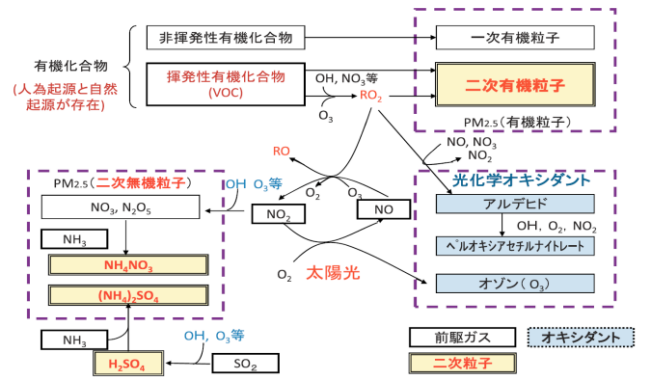 有機化合物
(人為起源と自然
起源が存在)
非揮発性有機化合物
一次有機粒子
揮発性有機化合物
(VOC)
OH, NO3等
O3
RO2
二次有機粒子
PM2.5(有機粒子)
NO, NO3
NO2
RO
O2
O3
NO2
NO
O2
太陽光
OH O3等
PM2.5(二次無機粒子)
NO3, N2O5
NH3
NH4NO3
(NH4)2SO4
NH3
H2SO4
OH, O3等
SO2
光化学オキシダント
アルデヒド
OH, O2, NO2
ペルオキシアセチルナイトレート
オゾン(O3)
前駆ガス
オキシダント
二次粒子